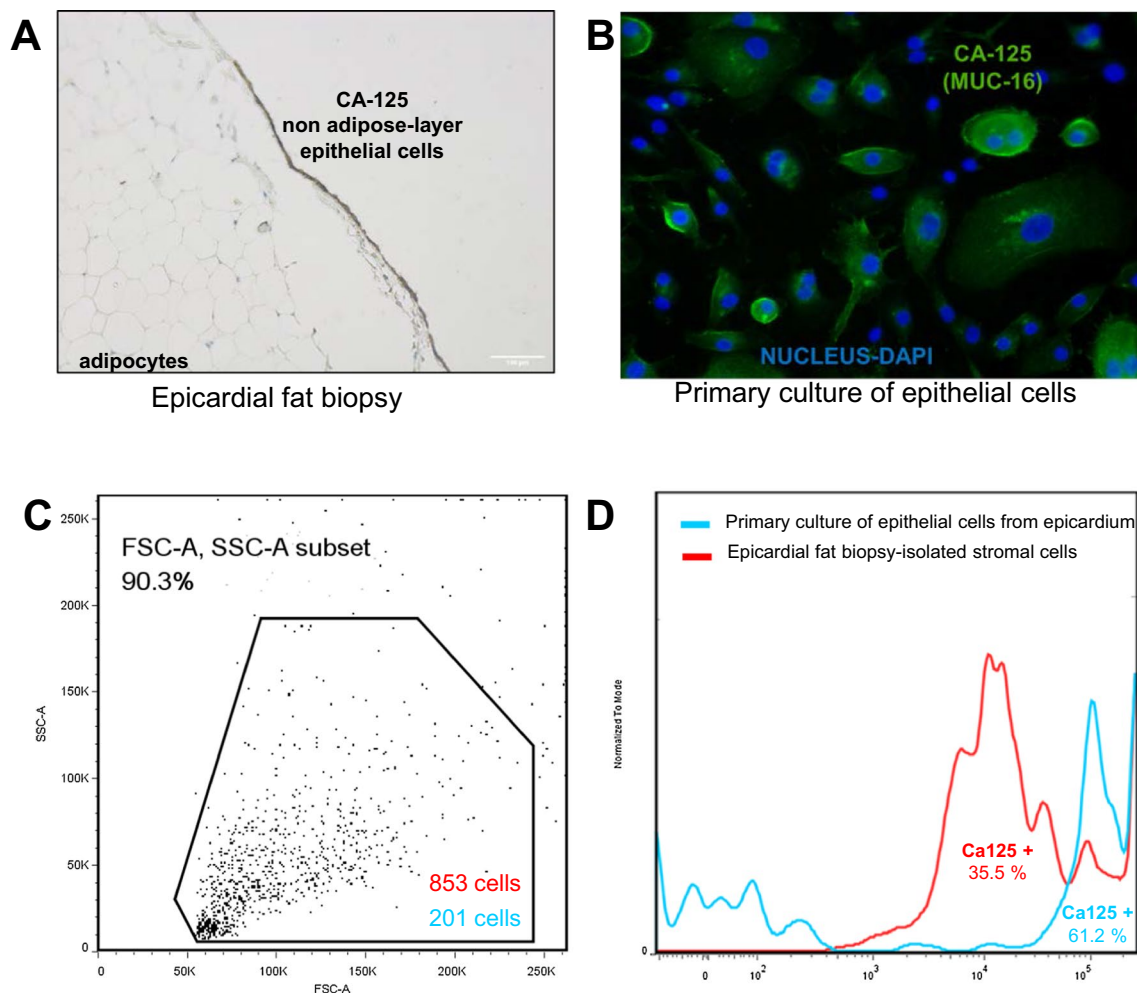 A
CA-125
non adipose-layer
epithelial cells
adipocytes
Epicardial fat biopsy
B
CA-125
(MUC-16)
NUCLEUS-DAPI
Primary culture of epithelial cells
C
FSC-A, SSC-A subset
90.3%
853 cells
201 cells
250K
200K
150K
100K
50K
0
SSC-A
0
50K
100K
150K
200K
250K
FSC-A
D
Primary culture of epithelial cells from epicardium
Epicardial fat biopsy-isolated stromal cells
Normalized To Mode
Ca125 +
35.5 %
Ca125 +
61.2 %
0
0
10²
10³
10⁴
10⁵